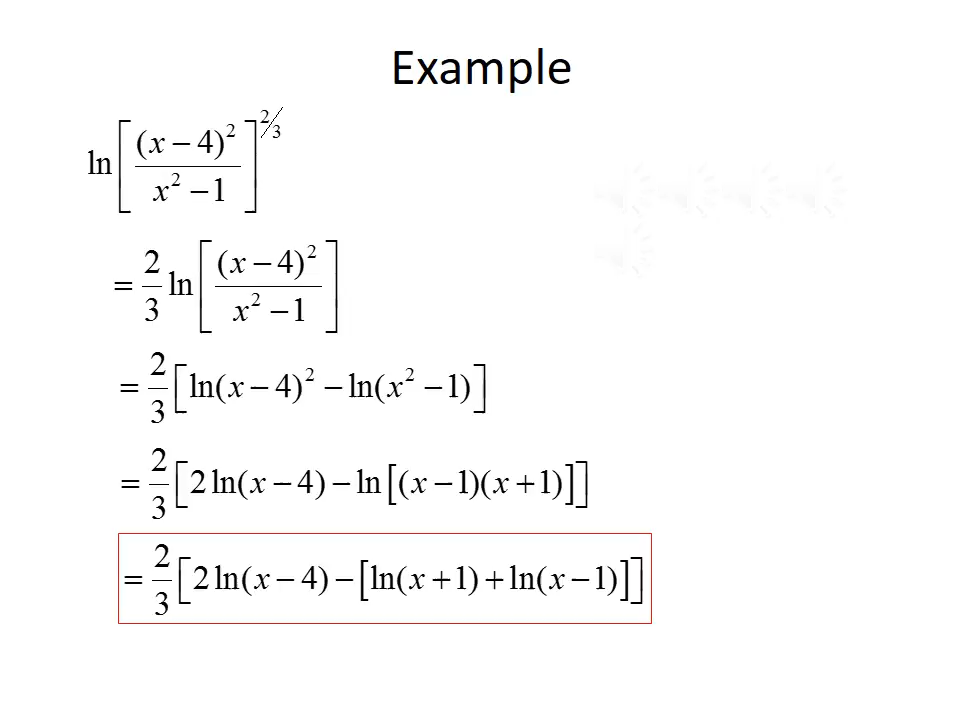 Example
ln[(x − 4)²/(x² − 1)]^(2/3)
= 2/3 ln[(x − 4)²/(x² − 1)]
= 2/3 [ln(x − 4)² − ln(x² − 1)]
= 2/3 [2 ln(x − 4) − ln[(x − 1)(x + 1)]]
= 2/3 [2 ln(x − 4) − [ln(x + 1) + ln(x − 1)]]